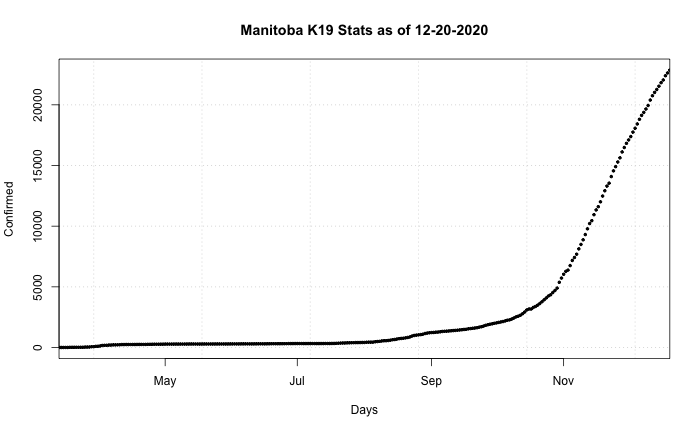 Manitoba K19 Stats as of 12-20-2020
Confirmed
20000
15000
10000
5000
0
May Jul Sep Nov
Days